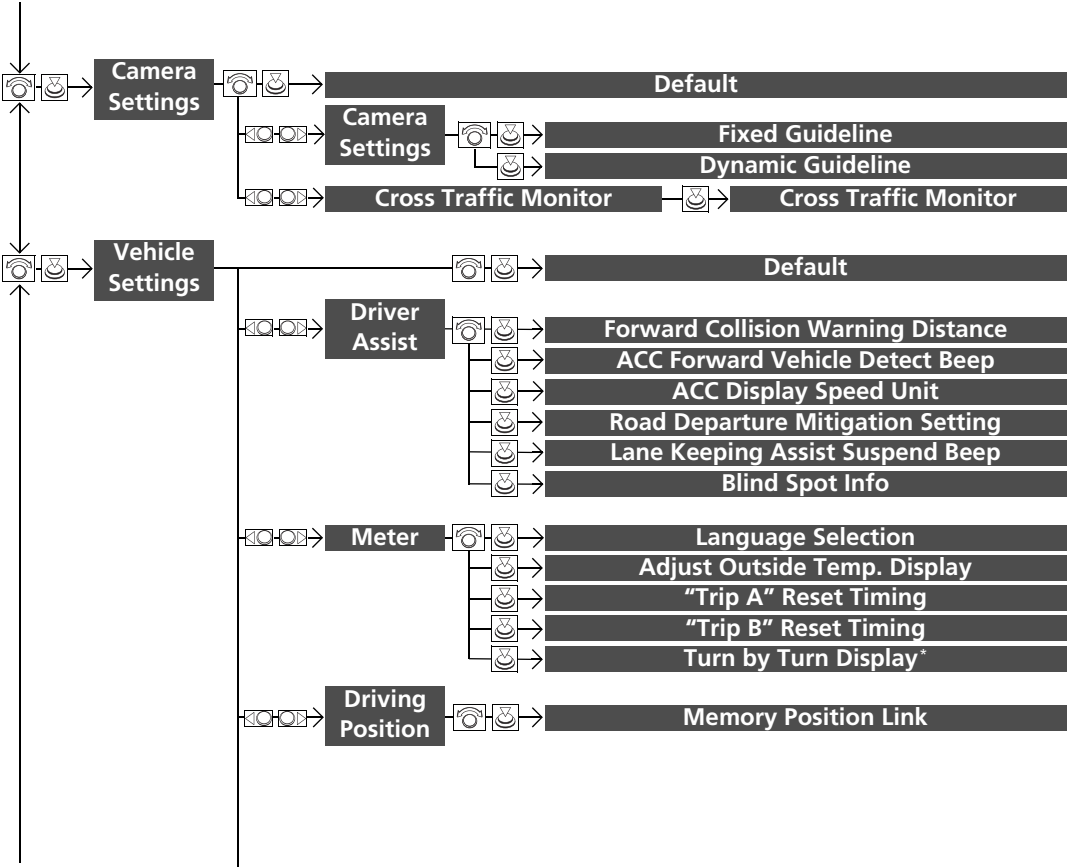 Camera
Settings
Default
Camera
Settings
Fixed Guideline
Dynamic Guideline
Cross Traffic Monitor
Cross Traffic Monitor
Vehicle
Settings
Default
Driver
Assist
Forward Collision Warning Distance
ACC Forward Vehicle Detect Beep
ACC Display Speed Unit
Road Departure Mitigation Setting
Lane Keeping Assist Suspend Beep
Blind Spot Info
Meter
Language Selection
Adjust Outside Temp. Display
“Trip A” Reset Timing
“Trip B” Reset Timing
Turn by Turn Display*
Driving
Position
Memory Position Link